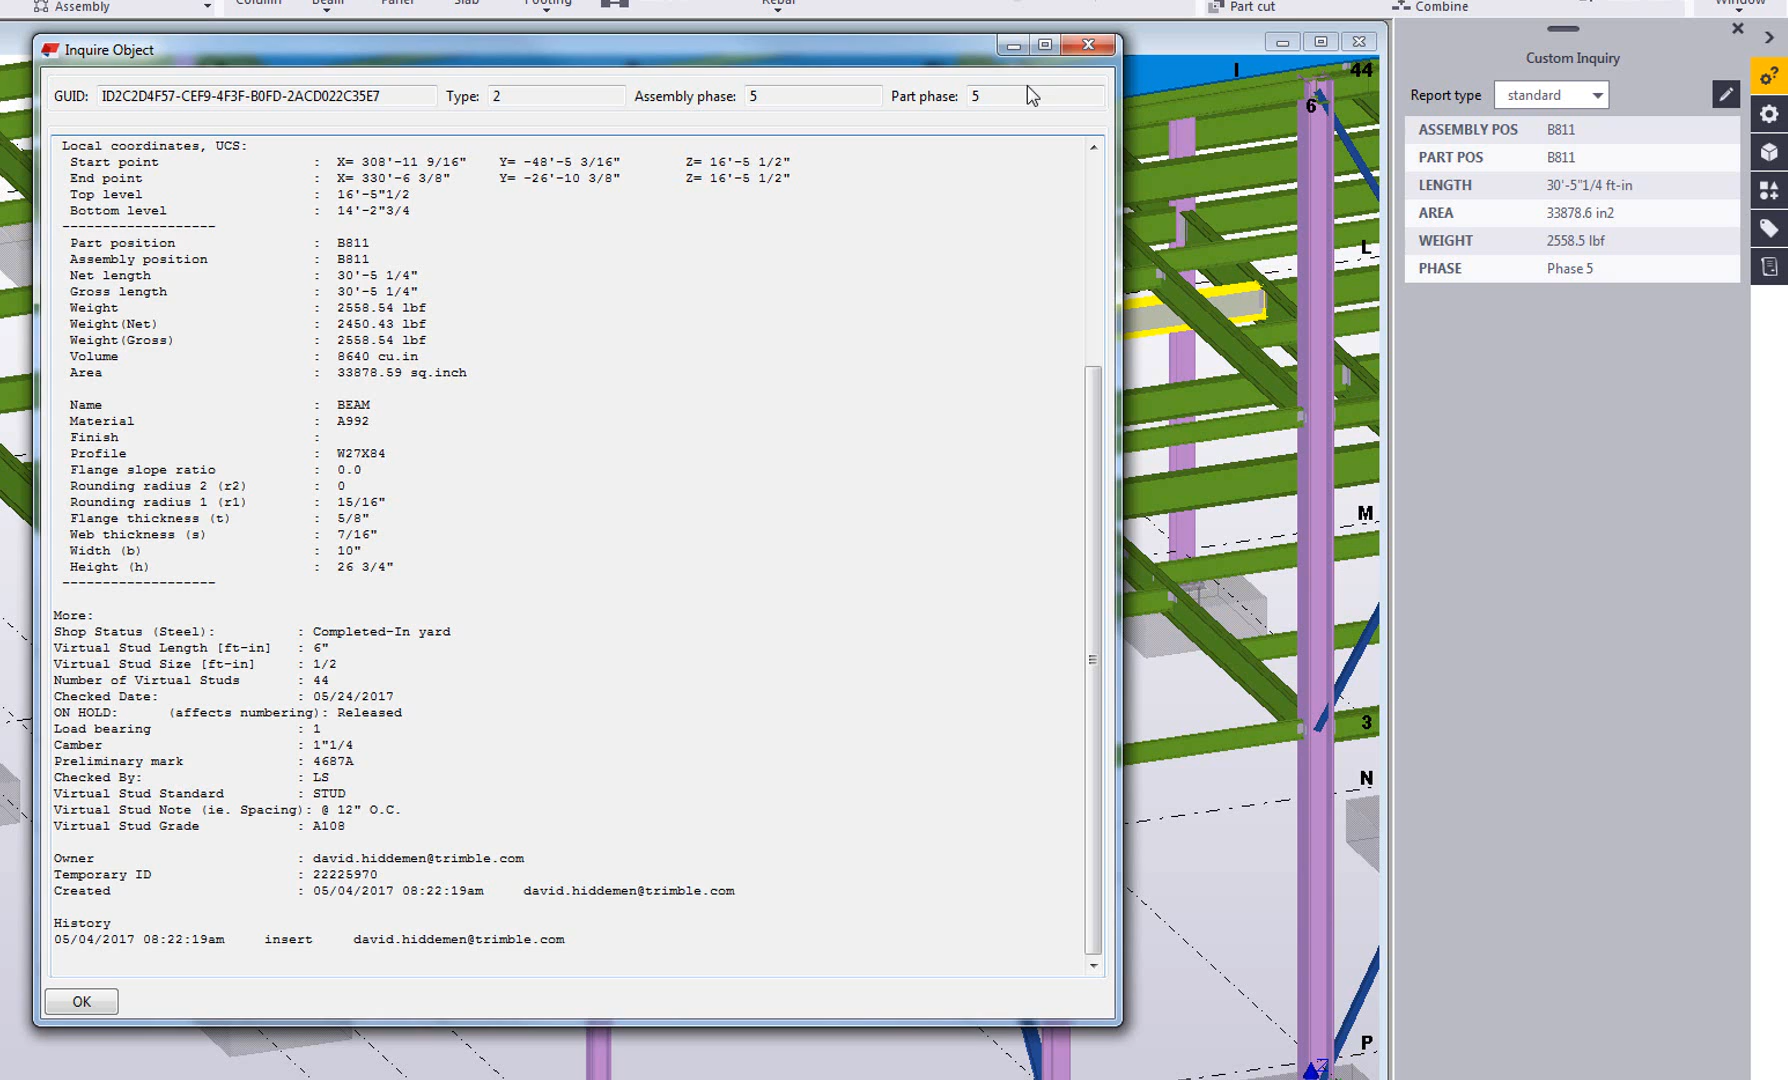 Assembly
Column
Beam
Panel
Slab
Footing
Rebar
Part cut
Combine
Window
Inquire Object
GUID: ID2C2D4F57-CEF9-4F3F-B0FD-2ACD022C35E7 Type: 2 Assembly phase: 5 Part phase: 5
Local coordinates, UCS:
Start point : X= 308'-11 9/16" Y= -48'-5 3/16" Z= 16'-5 1/2"
End point : X= 330'-6 3/8" Y= -26'-10 3/8" Z= 16'-5 1/2"
Top level : 16'-5"1/2
Bottom level : 14'-2"3/4
-------------------
Part position : B811
Assembly position : B811
Net length : 30'-5 1/4"
Gross length : 30'-5 1/4"
Weight : 2558.54 lbf
Weight(Net) : 2450.43 lbf
Weight(Gross) : 2558.54 lbf
Volume : 8640 cu.in
Area : 33878.59 sq.inch
Name : BEAM
Material : A992
Finish :
Profile : W27X84
Flange slope ratio : 0.0
Rounding radius 2 (r2) : 0
Rounding radius 1 (r1) : 15/16"
Flange thickness (t) : 5/8"
Web thickness (s) : 7/16"
Width (b) : 10"
Height (h) : 26 3/4"
-------------------
More:
Shop Status (Steel): : Completed-In yard
Virtual Stud Length [ft-in] : 6"
Virtual Stud Size [ft-in] : 1/2
Number of Virtual Studs : 44
Checked Date: : 05/24/2017
ON HOLD: (affects numbering): Released
Load bearing : 1
Camber : 1"1/4
Preliminary mark : 4687A
Checked By: : LS
Virtual Stud Standard : STUD
Virtual Stud Note (ie. Spacing): @ 12" O.C.
Virtual Stud Grade : A108
Owner : david.hiddemen@trimble.com
Temporary ID : 22225970
Created : 05/04/2017 08:22:19am david.hiddemen@trimble.com
History
05/04/2017 08:22:19am insert david.hiddemen@trimble.com
OK
I
44
6
L
M
3
N
P
Z
Custom Inquiry
Report type standard
ASSEMBLY POS B811
PART POS B811
LENGTH 30'-5"1/4 ft-in
AREA 33878.6 in2
WEIGHT 2558.5 lbf
PHASE Phase 5